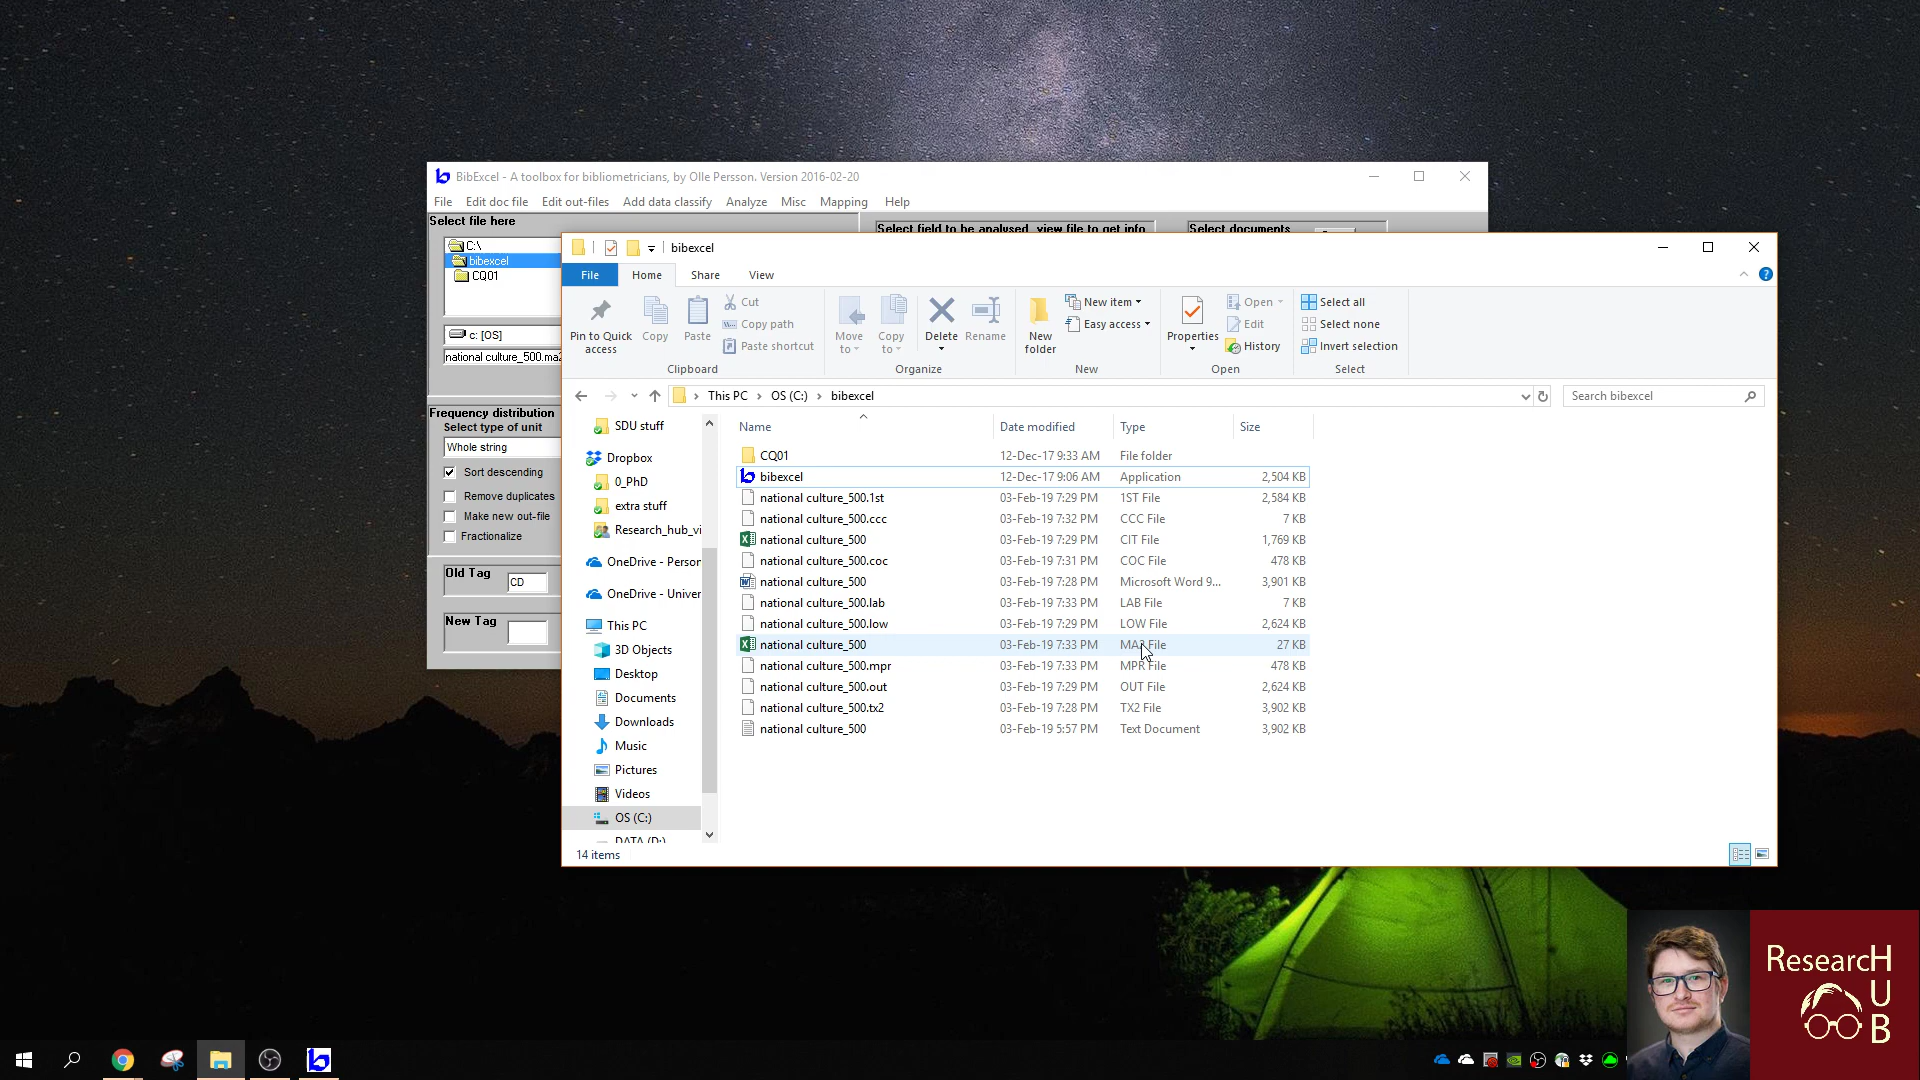 BibExcel - A toolbox for bibliometricians, by Olle Persson. Version 2016-02-20
File Edit doc file Edit out-files Add data classify Analyze Misc Mapping Help
Select file here
Select field to be analysed view file to get info
Select documents
C:\
bibexcel
CQ01
c: [OS]
national culture_500.ma2
Frequency distribution
Select type of unit
Whole string
Sort descending
Remove duplicates
Make new out-file
Fractionalize
Old Tag
CD
New Tag
bibexcel
File Home Share View
Pin to Quick access
Copy
Paste
Cut
Copy path
Paste shortcut
Clipboard
Move to
Copy to
Delete
Rename
Organize
New folder
New item
Easy access
New
Properties
Open
Edit
History
Open
Select all
Select none
Invert selection
Select
This PC > OS (C:) > bibexcel
Search bibexcel
SDU stuff
Dropbox
0_PhD
extra stuff
Research_hub_vi
OneDrive - Person
OneDrive - Univer
This PC
3D Objects
Desktop
Documents
Downloads
Music
Pictures
Videos
OS (C:)
DATA (D:)
Name Date modified Type Size
CQ01 12-Dec-17 9:33 AM File folder
bibexcel 12-Dec-17 9:06 AM Application 2,504 KB
national culture_500.1st 03-Feb-19 7:29 PM 1ST File 2,584 KB
national culture_500.ccc 03-Feb-19 7:32 PM CCC File 7 KB
national culture_500 03-Feb-19 7:29 PM CIT File 1,769 KB
national culture_500.coc 03-Feb-19 7:31 PM COC File 478 KB
national culture_500 03-Feb-19 7:28 PM Microsoft Word 9... 3,901 KB
national culture_500.lab 03-Feb-19 7:33 PM LAB File 7 KB
national culture_500.low 03-Feb-19 7:29 PM LOW File 2,624 KB
national culture_500 03-Feb-19 7:33 PM MA2 File 27 KB
national culture_500.mpr 03-Feb-19 7:33 PM MPR File 478 KB
national culture_500.out 03-Feb-19 7:29 PM OUT File 2,624 KB
national culture_500.tx2 03-Feb-19 7:28 PM TX2 File 3,902 KB
national culture_500 03-Feb-19 5:57 PM Text Document 3,902 KB
14 items
ResearcH
U
B